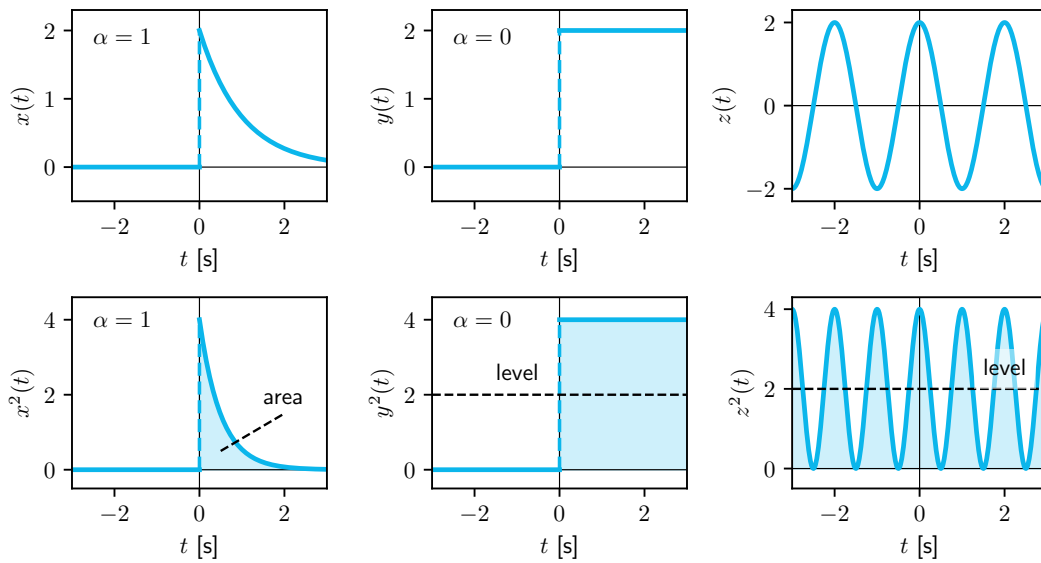 α = 1
x(t)
2
1
0
−2
0
2
t [s]
α = 0
y(t)
2
1
0
−2
0
2
t [s]
z(t)
2
0
−2
−2
0
2
t [s]
α = 1
x²(t)
4
2
0
area
−2
0
2
t [s]
α = 0
y²(t)
4
2
0
level
−2
0
2
t [s]
z²(t)
4
2
0
level
−2
0
2
t [s]